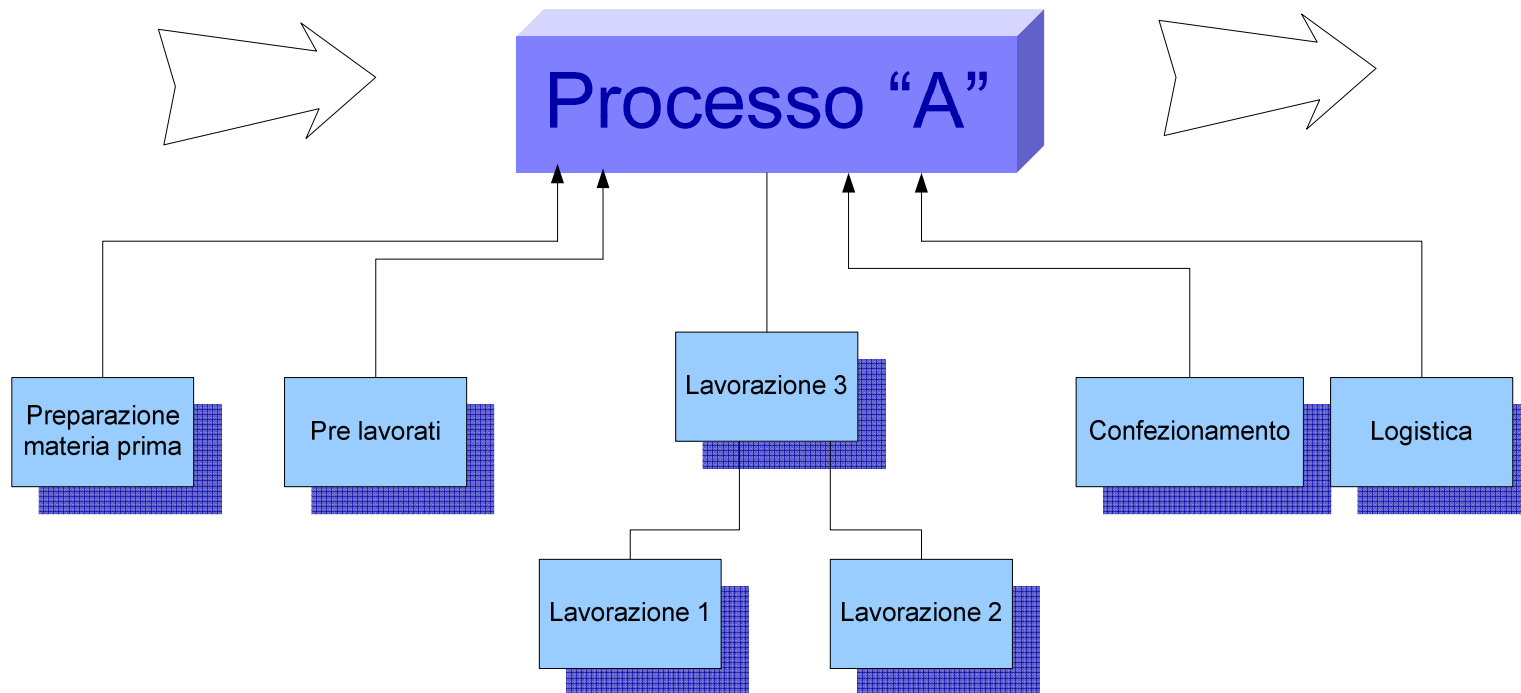 Processo “A”
Lavorazione 3
Preparazione
materia prima
Pre lavorati
Confezionamento
Logistica
Lavorazione 1
Lavorazione 2